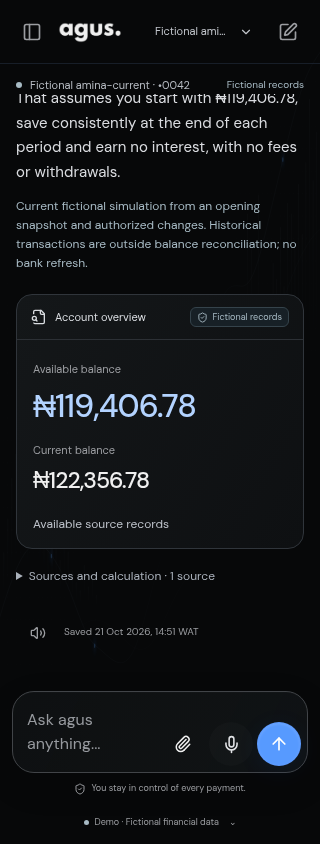 agus.
Fictional ami...
Fictional amina-current · •0042
Fictional records
That assumes you start with ₦119,406.78,
save consistently at the end of each
period and earn no interest, with no fees
or withdrawals.
Current fictional simulation from an opening
snapshot and authorized changes. Historical
transactions are outside balance reconciliation; no
bank refresh.
Account overview
Fictional records
Available balance
₦119,406.78
Current balance
₦122,356.78
Available source records
Sources and calculation · 1 source
Saved 21 Oct 2026, 14:51 WAT
Ask agus
anything...
You stay in control of every payment.
Demo · Fictional financial data